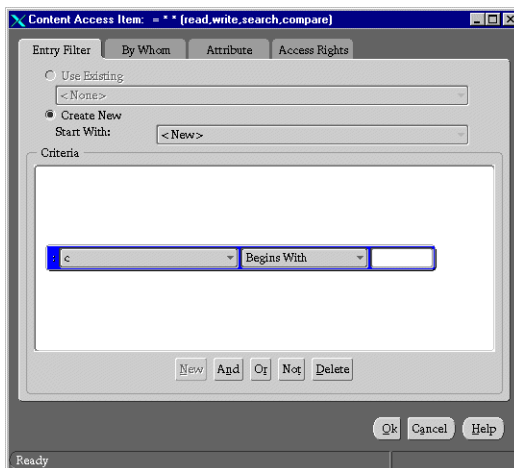 Content Access Item: = * * (read,write,search,compare)
Entry Filter By Whom Attribute Access Rights
Use Existing
<None>
Create New
Start With: <New>
Criteria
: c Begins With
New And Or Not Delete
Ok Cancel Help
Ready